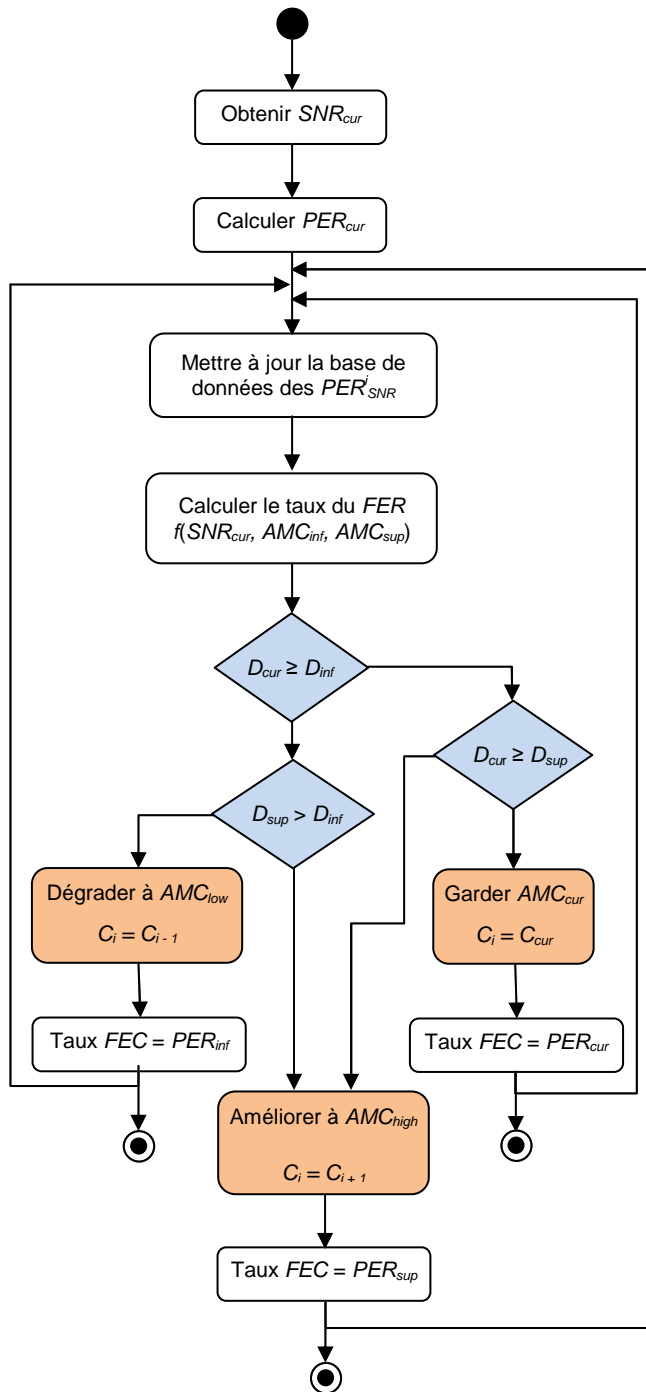 Obtenir SNRcur
Calculer PERcur
Mettre à jour la base de
données des PERiSNR
Calculer le taux du FER
f(SNRcur, AMCinf, AMCsup)
Dcur ≥ Dinf
Dcur ≥ Dsup
Dsup > Dinf
Dégrader à AMClow
Ci = Ci - 1
Garder AMCcur
Ci = Ccur
Taux FEC = PERinf
Taux FEC = PERcur
Améliorer à AMChigh
Ci = Ci + 1
Taux FEC = PERsup